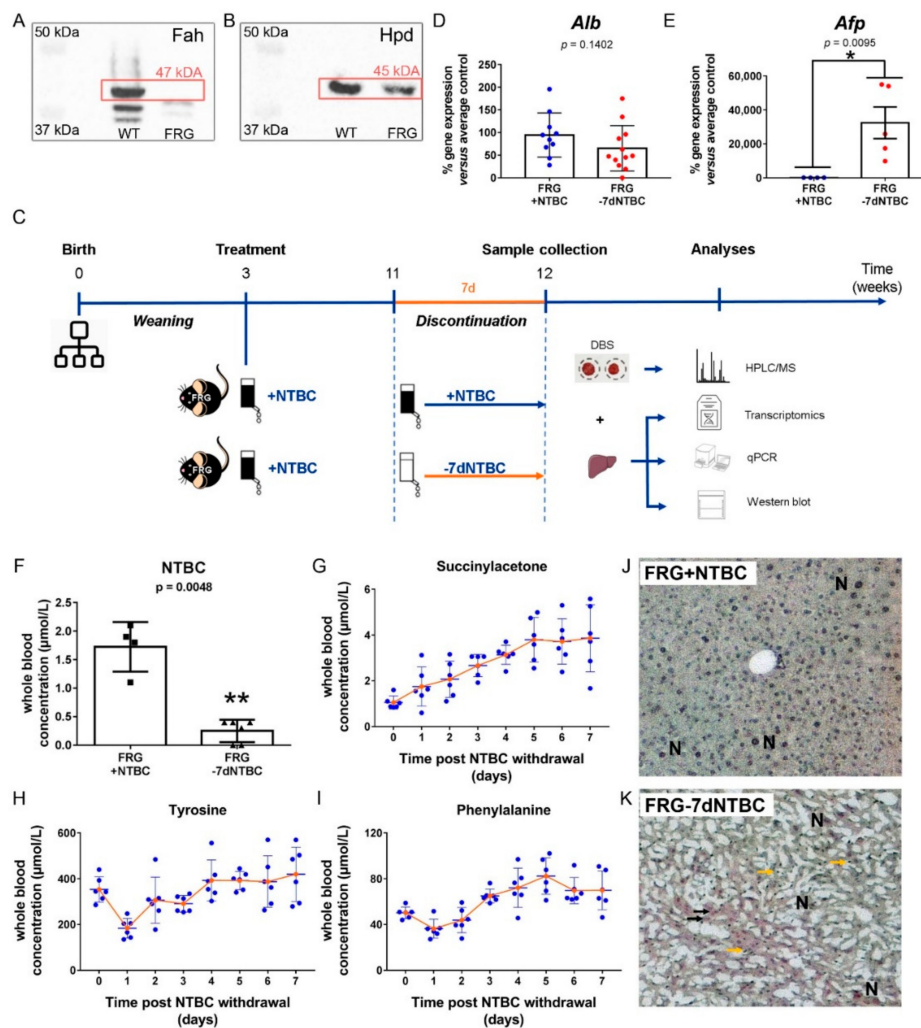 A
50 kDa
Fah
47 kDA
37 kDa
WT
FRG
B
50 kDa
Hpd
45 kDA
37 kDa
WT
FRG
D
Alb
p = 0.1402
% gene expression
versus average control
250
200
150
100
50
0
FRG
+NTBC
FRG
-7dNTBC
E
Afp
p = 0.0095
*
% gene expression
versus average control
60,000
40,000
20,000
0
FRG
+NTBC
FRG
-7dNTBC
C
Birth
Treatment
Sample collection
Analyses
0
3
11
7d
12
Time
(weeks)
Weaning
Discontinuation
FRG
+NTBC
+NTBC
FRG
+NTBC
-7dNTBC
DBS
+
HPLC/MS
Transcriptomics
qPCR
Western blot
F
NTBC
p = 0.0048
whole blood
concentration (µmol/L)
2.5
2.0
1.5
1.0
0.5
0.0
**
FRG
+NTBC
FRG
-7dNTBC
G
Succinylacetone
whole blood
concentration (µmol/L)
6
4
2
0
0 1 2 3 4 5 6 7
Time post NTBC withdrawal
(days)
H
Tyrosine
whole blood
concentration (µmol/L)
600
400
200
0
0 1 2 3 4 5 6 7
Time post NTBC withdrawal
(days)
I
Phenylalanine
whole blood
concentration (µmol/L)
120
80
40
0
0 1 2 3 4 5 6 7
Time post NTBC withdrawal
(days)
J
FRG+NTBC
N
N
N
K
FRG-7dNTBC
N
N
N